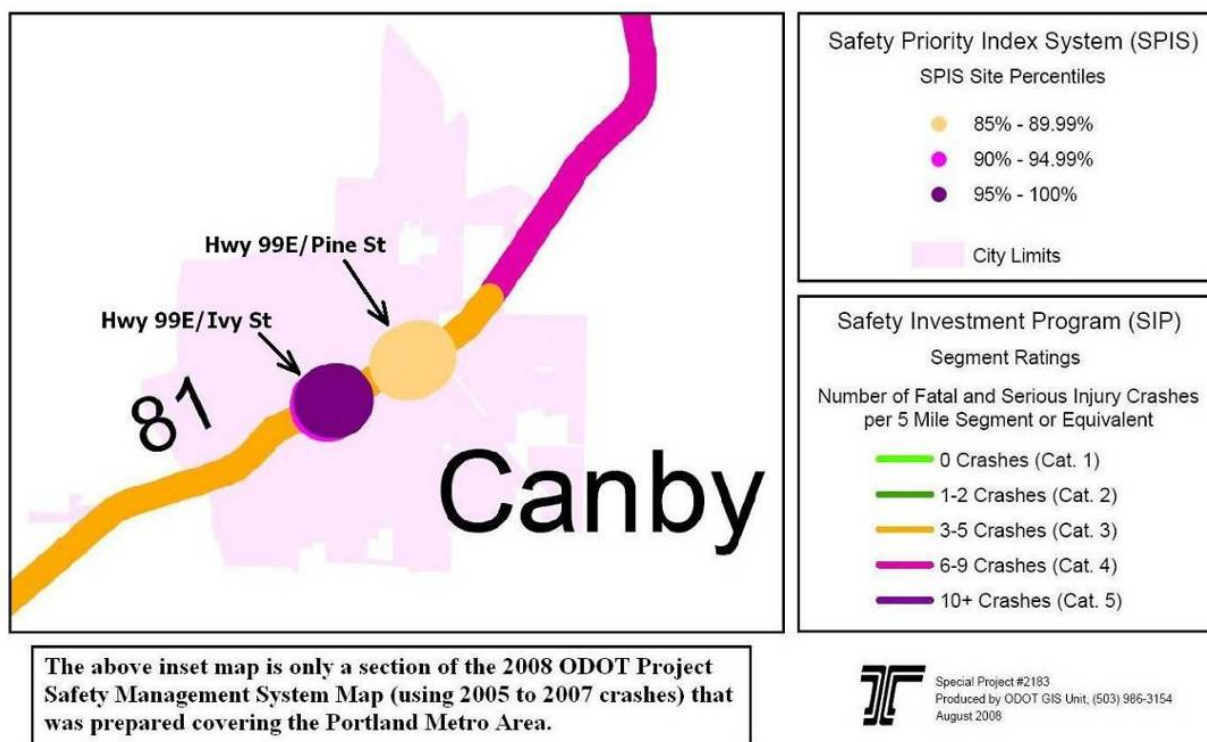 Hwy 99E/Pine St
Hwy 99E/Ivy St
81
Canby
Safety Priority Index System (SPIS)
SPIS Site Percentiles
85% - 89.99%
90% - 94.99%
95% - 100%
City Limits
Safety Investment Program (SIP)
Segment Ratings
Number of Fatal and Serious Injury Crashes
per 5 Mile Segment or Equivalent
0 Crashes (Cat. 1)
1-2 Crashes (Cat. 2)
3-5 Crashes (Cat. 3)
6-9 Crashes (Cat. 4)
10+ Crashes (Cat. 5)
The above inset map is only a section of the 2008 ODOT Project
Safety Management System Map (using 2005 to 2007 crashes) that
was prepared covering the Portland Metro Area.
Special Project #2183
Produced by ODOT GIS Unit, (503) 986-3154
August 2008